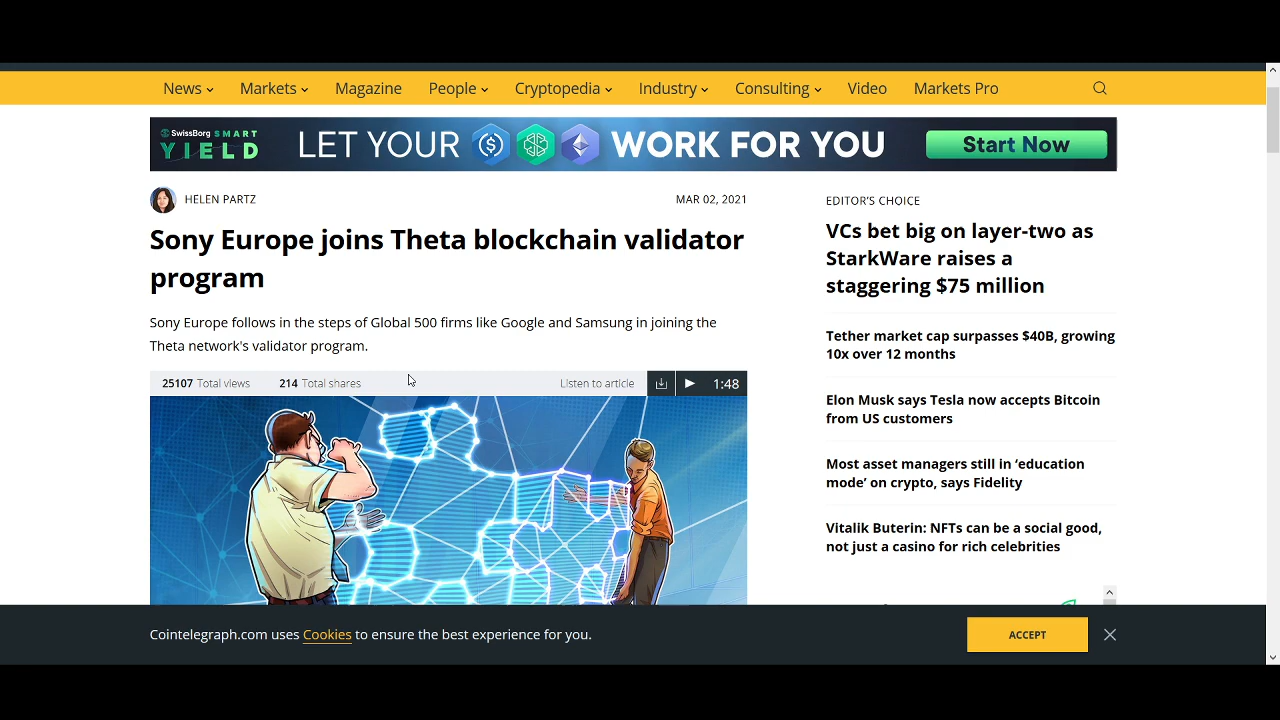 News Markets Magazine People Cryptopedia Industry Consulting Video Markets Pro
SwissBorg SMART
YIELD
LET YOUR WORK FOR YOU
Start Now
HELEN PARTZ
MAR 02, 2021
Sony Europe joins Theta blockchain validator
program
Sony Europe follows in the steps of Global 500 firms like Google and Samsung in joining the
Theta network's validator program.
25107 Total views 214 Total shares Listen to article 1:48
EDITOR'S CHOICE
VCs bet big on layer-two as
StarkWare raises a
staggering $75 million
Tether market cap surpasses $40B, growing
10x over 12 months
Elon Musk says Tesla now accepts Bitcoin
from US customers
Most asset managers still in ‘education
mode’ on crypto, says Fidelity
Vitalik Buterin: NFTs can be a social good,
not just a casino for rich celebrities
Cointelegraph.com uses Cookies to ensure the best experience for you.
ACCEPT